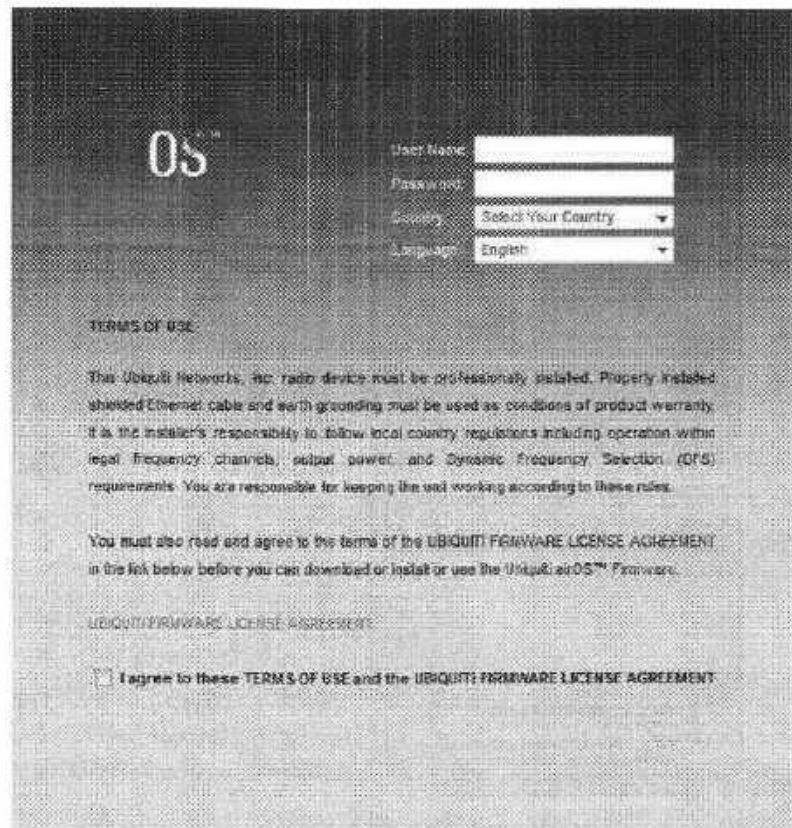 OS™
User Name:
Password:
Country: Select Your Country
Language: English
TERMS OF USE
This Ubiquiti Networks, Inc. radio device must be professionally installed. Properly installed
shielded Ethernet cable and earth grounding must be used as conditions of product warranty.
It is the installer's responsibility to follow local country regulations including operation within
legal frequency channels, output power, and Dynamic Frequency Selection (DFS)
requirements. You are responsible for keeping the unit working according to these rules.
You must also read and agree to the terms of the UBIQUITI FIRMWARE LICENSE AGREEMENT
in the link below before you can download or install or use the Ubiquiti airOS™ Firmware.
UBIQUITI FIRMWARE LICENSE AGREEMENT
I agree to these TERMS OF USE and the UBIQUITI FIRMWARE LICENSE AGREEMENT